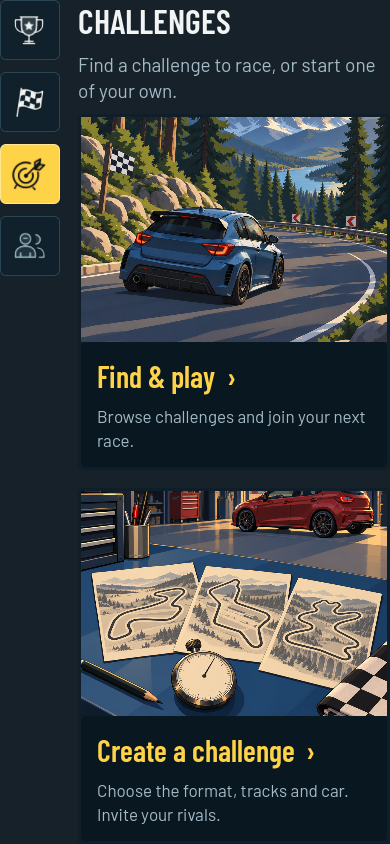 CHALLENGES
Find a challenge to race, or start one
of your own.
Find & play ›
Browse challenges and join your next
race.
Create a challenge ›
Choose the format, tracks and car.
Invite your rivals.